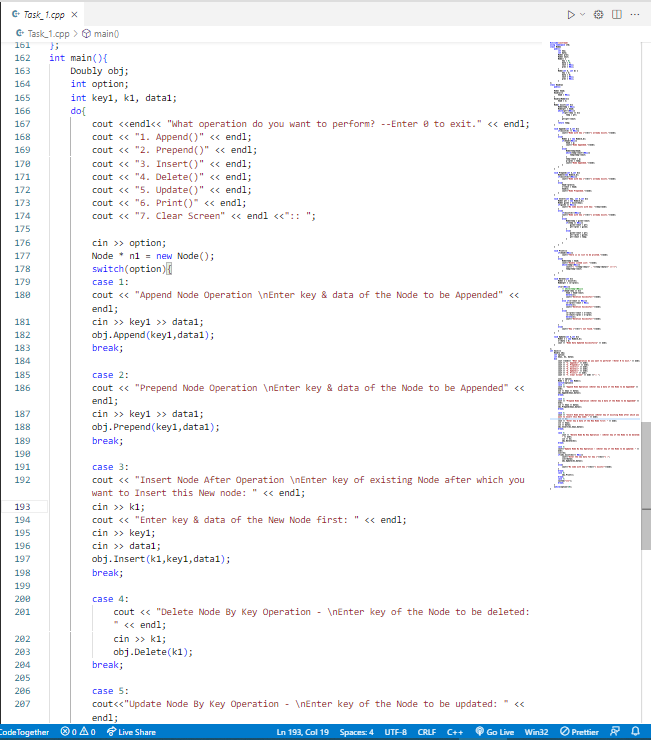 Task_1.cpp
Task_1.cpp > main()
161 };
162 int main(){
163 Doubly obj;
164 int option;
165 int key1, k1, data1;
166 do{
167 cout <<endl<< "What operation do you want to perform? --Enter 0 to exit." << endl;
168 cout << "1. Append()" << endl;
169 cout << "2. Prepend()" << endl;
170 cout << "3. Insert()" << endl;
171 cout << "4. Delete()" << endl;
172 cout << "5. Update()" << endl;
173 cout << "6. Print()" << endl;
174 cout << "7. Clear Screen" << endl <<":: ";
175
176 cin >> option;
177 Node * n1 = new Node();
178 switch(option){
179 case 1:
180 cout << "Append Node Operation \nEnter key & data of the Node to be Appended" <<
endl;
181 cin >> key1 >> data1;
182 obj.Append(key1,data1);
183 break;
184
185 case 2:
186 cout << "Prepend Node Operation \nEnter key & data of the Node to be Appended" <<
endl;
187 cin >> key1 >> data1;
188 obj.Prepend(key1,data1);
189 break;
190
191 case 3:
192 cout << "Insert Node After Operation \nEnter key of existing Node after which you
want to Insert this New node: " << endl;
193 cin >> k1;
194 cout << "Enter key & data of the New Node first: " << endl;
195 cin >> key1;
196 cin >> data1;
197 obj.Insert(k1,key1,data1);
198 break;
199
200 case 4:
201 cout << "Delete Node By Key Operation - \nEnter key of the Node to be deleted:
" << endl;
202 cin >> k1;
203 obj.Delete(k1);
204 break;
205
206 case 5:
207 cout<<"Update Node By Key Operation - \nEnter key of the Node to be updated: " <<
endl;
CodeTogether 0 0 Live Share Ln 193, Col 19 Spaces: 4 UTF-8 CRLF C++ Go Live Win32 Prettier